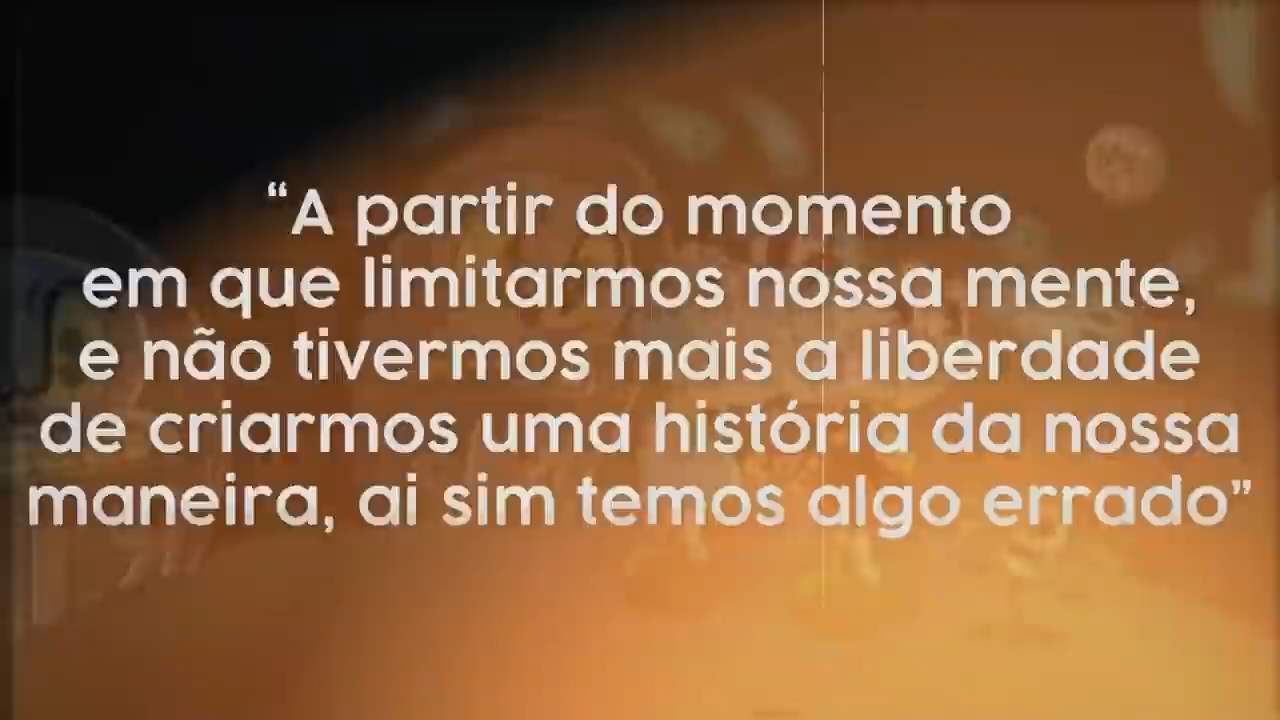 “A partir do momento
em que limitarmos nossa mente,
e não tivermos mais a liberdade
de criarmos uma história da nossa
maneira, ai sim temos algo errado”